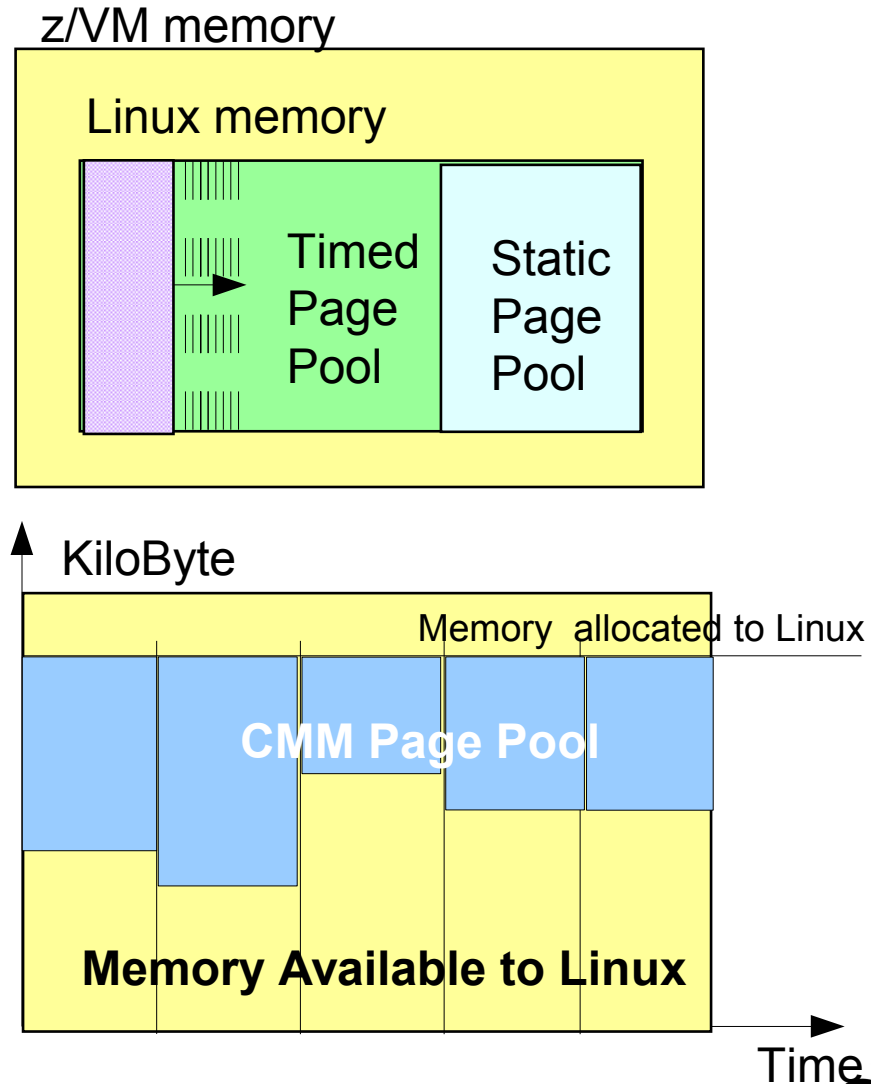 z/VM memory
Linux memory
Timed
Page
Pool
Static
Page
Pool
KiloByte
Memory allocated to Linux
CMM Page Pool
Memory Available to Linux
Time